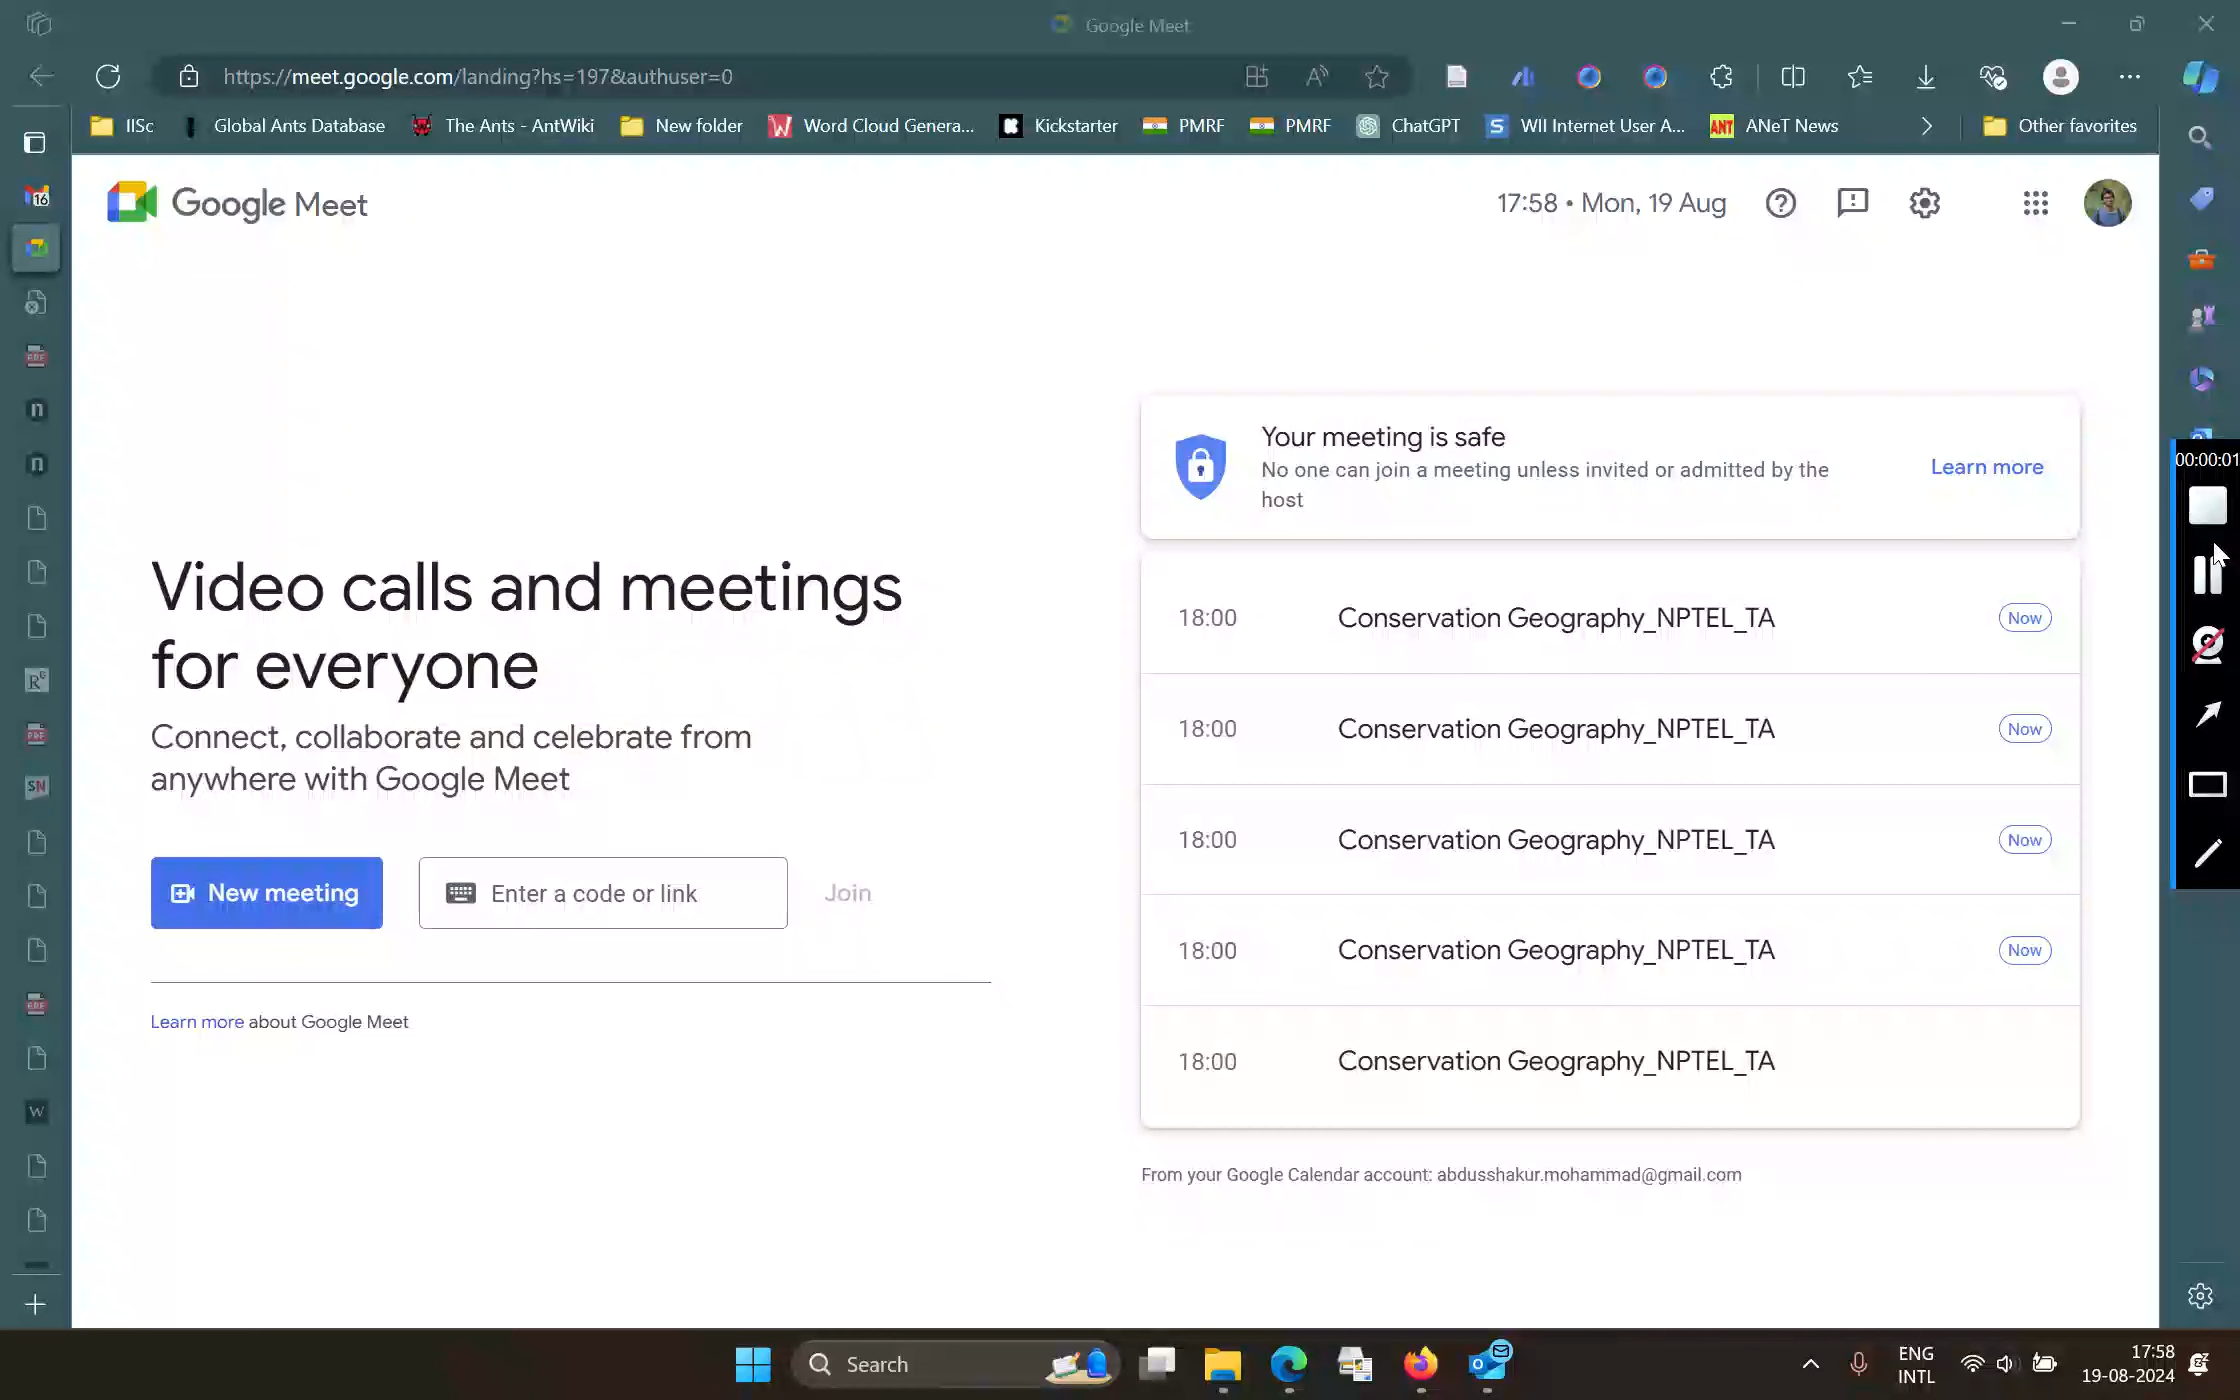 Google Meet
https://meet.google.com/landing?hs=197&authuser=0
IISc
Global Ants Database
The Ants - AntWiki
New folder
Word Cloud Genera...
Kickstarter
PMRF
PMRF
ChatGPT
WII Internet User A...
ANT
ANeT News
Other favorites
16
Google Meet
17:58 • Mon, 19 Aug
Your meeting is safe
No one can join a meeting unless invited or admitted by the
host
Learn more
00:00:01
Video calls and meetings
for everyone
Connect, collaborate and celebrate from
anywhere with Google Meet
New meeting
Enter a code or link
Join
Learn more about Google Meet
18:00 Conservation Geography_NPTEL_TA Now
18:00 Conservation Geography_NPTEL_TA Now
18:00 Conservation Geography_NPTEL_TA Now
18:00 Conservation Geography_NPTEL_TA Now
18:00 Conservation Geography_NPTEL_TA
From your Google Calendar account: abdusshakur.mohammad@gmail.com
Search
ENG
INTL
17:58
19-08-2024